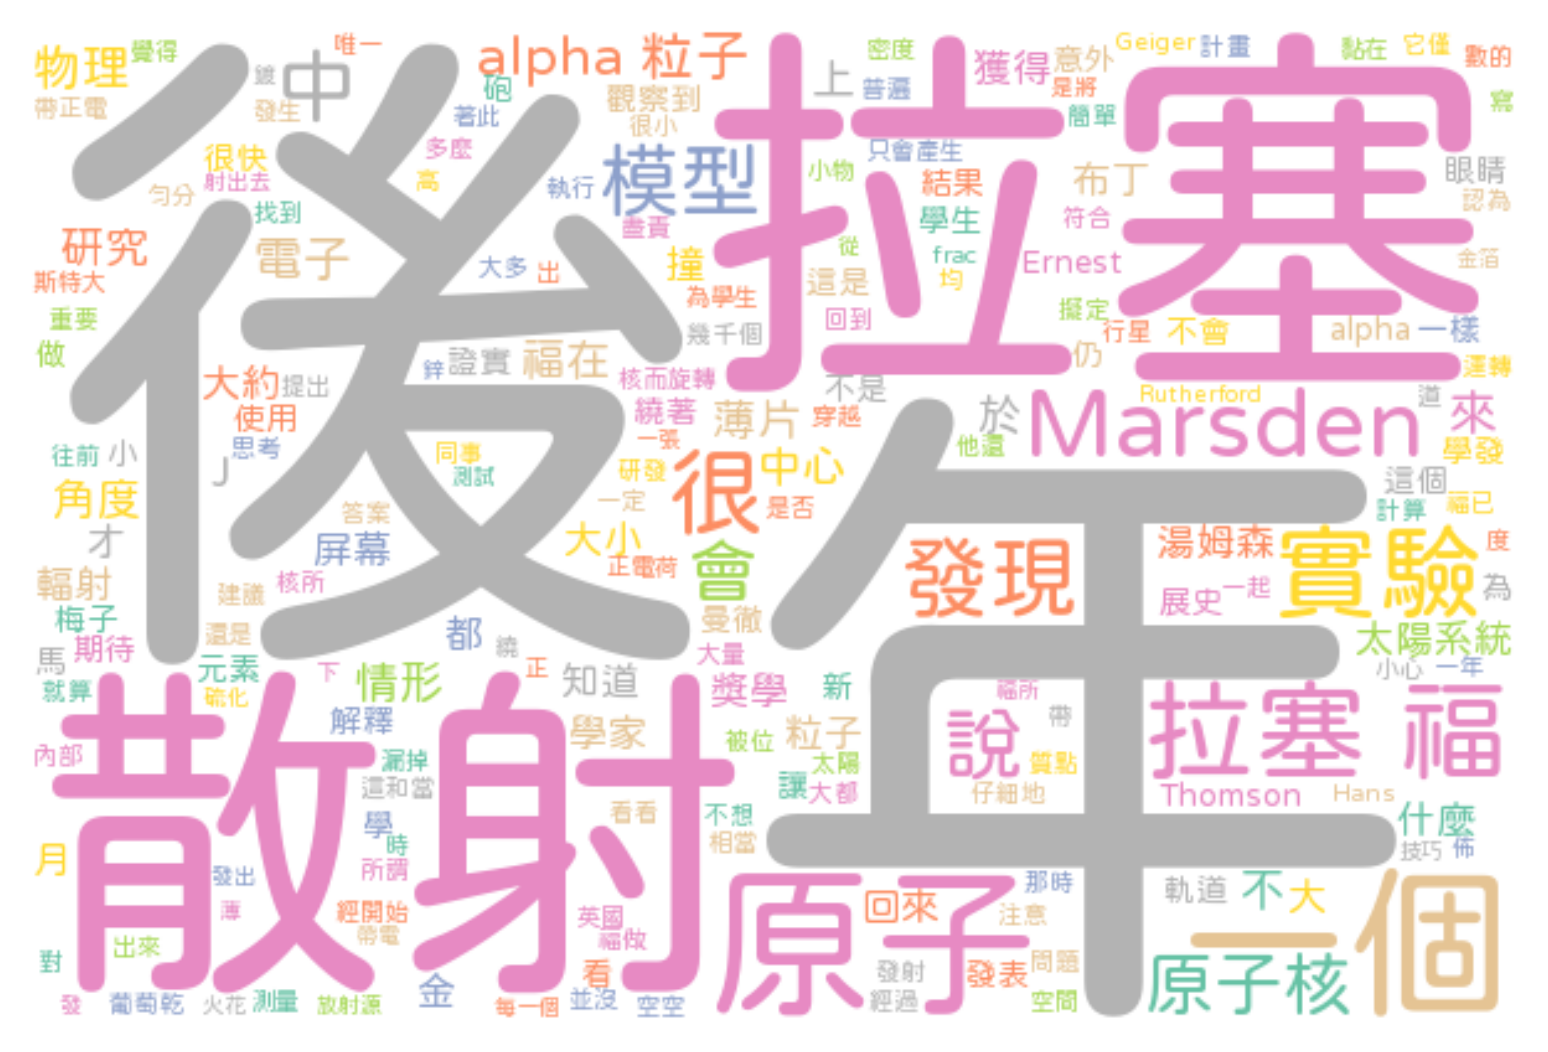 物理
覺得
鍍
中
唯一
alpha 粒子
密度
獲得
意外
Geiger
計畫
黏在
它僅
數的
帶正電
發生
砲
著此
觀察到
很小
上
普遍
是將
簡單
寫
後
拉塞
很快
射出去
多麼
高
執行
模型
小物
只會產生
結果
布丁
眼睛
認為
勻分
找到
盡責
學生
符合
研究
電子
大多
出
撞
從
frac
Ernest
金箔
斯特大
為學生
這是
均
重要
回到
擬定
行星
不會
alpha
一樣
做
幾千個
仍
鋅
證實
福在
核而旋轉
不是
運轉
大約
提出
Rutherford
道
使用
繞著
薄片
穿越
於
Marsden
來
思考
一張
他還
往前
小
J
同事
測試
研發
很
中心
學發
角度
一定
是否
這個
福已
答案
計算
才
屏幕
大小
正電荷
會
發現
湯姆森
實驗
度
輻射
建議
核所
展史
一起
為
年
梅子
還是
都
繞
曼徹
太陽系統
馬
期待
元素
下
情形
正
知道
大量
小心
一年
就算
硫化
獎學
新
福所
散射
解釋
學家
說
帶
拉塞 福
內部
漏掉
被位
粒子
太陽
質點
這和當
讓
大都
仔細地
Thomson
Hans
學
看看
不想
什麼
時
相當
技巧
佈
月
所謂
發出
原子
回來
那時
軌道
不
大
個
薄
經開始
英國
注意
帶電
福做
一
出來
對
看
發射
發表
問題
原子核
金
發
葡萄乾
火花
測量
放射源
每一個
並沒
空空
經過
空間